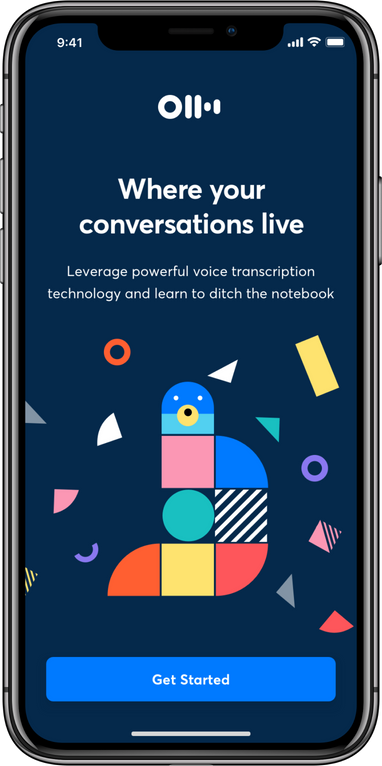 9:41
Where your
conversations live
Leverage powerful voice transcription
technology and learn to ditch the notebook
Get Started